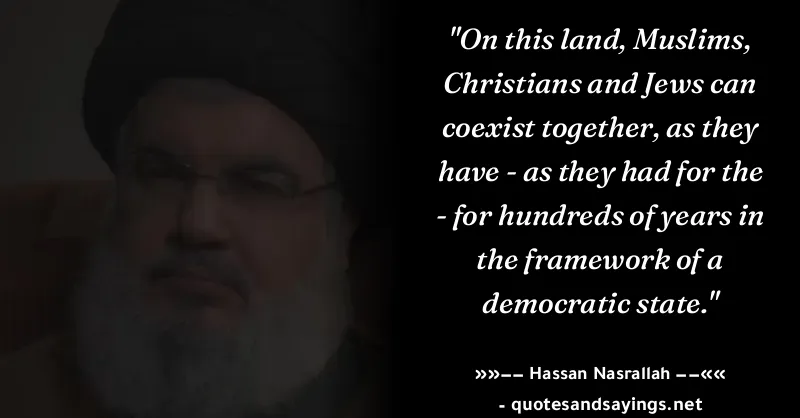 "On this land, Muslims,
Christians and Jews can
coexist together, as they
have - as they had for the
- for hundreds of years in
the framework of a
democratic state."
»»−− Hassan Nasrallah −−««
- quotesandsayings.net